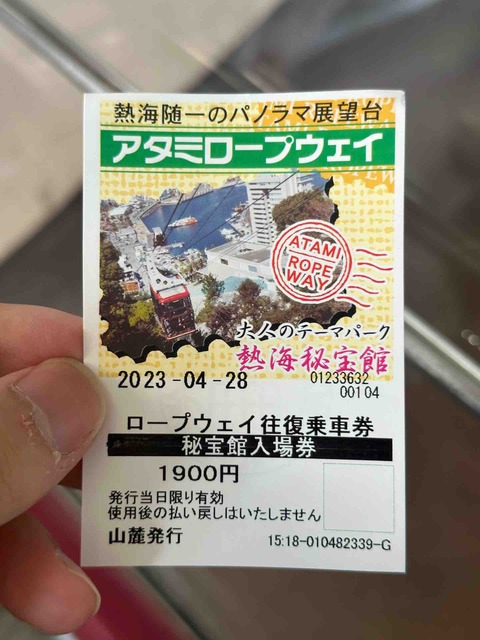 熱海随一のパノラマ展望台
アタミロープウェイ
ATAMI
ROPE
WAY
大人のテーマパーク
熱海秘宝館
2023-04-28
01233632
00104
ロープウェイ往復乗車券
秘宝館入場券
1900円
発行当日限り有効
使用後の払い戻しはいたしません
山麓発行
15:18-010482339-G